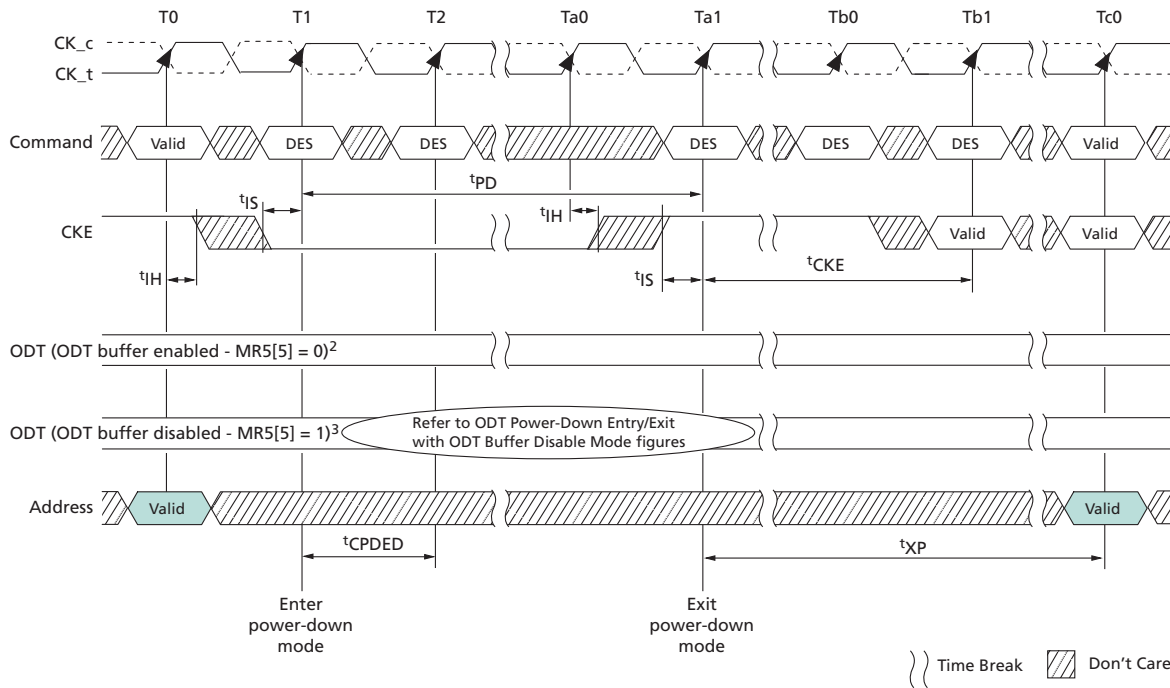 T0 T1 T2 Ta0 Ta1 Tb0 Tb1 Tc0
CK_c
CK_t
Command Valid DES DES DES DES DES Valid
tPD
tIS
tIH
CKE Valid Valid
tIH
tIS
tCKE
ODT (ODT buffer enabled - MR5[5] = 0)2
ODT (ODT buffer disabled - MR5[5] = 1)3
Refer to ODT Power-Down Entry/Exit
with ODT Buffer Disable Mode figures
Address Valid Valid
tCPDED
tXP
Enter
power-down
mode
Exit
power-down
mode
Time Break Don't Care